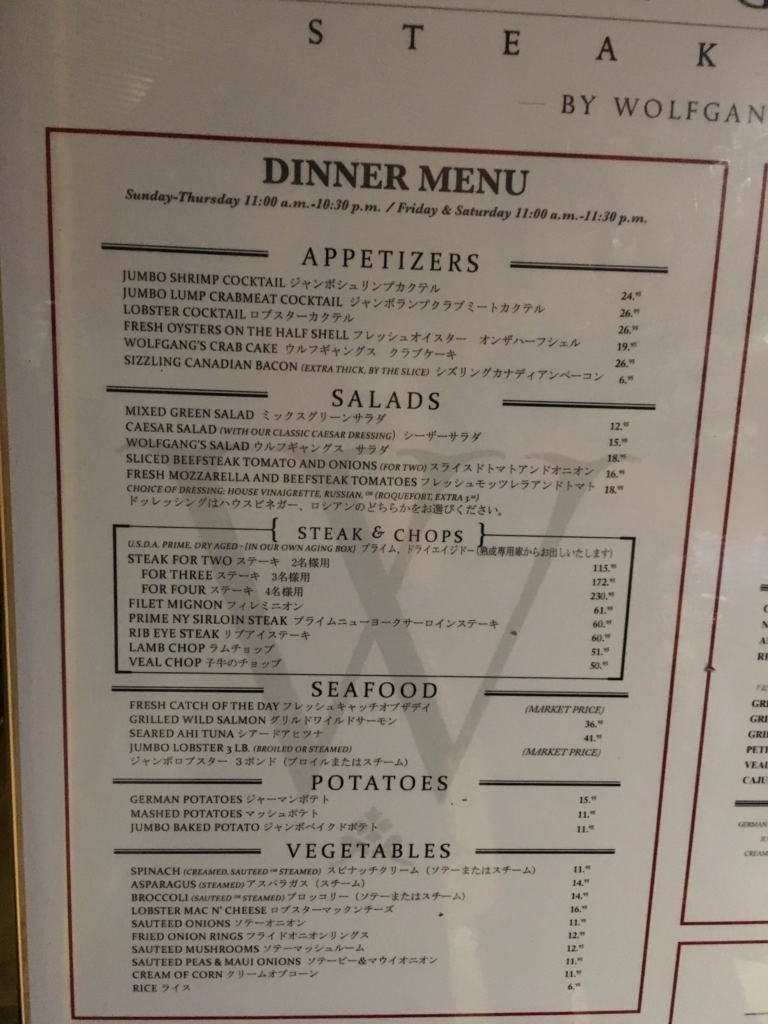 STEAK
BY WOLFGAN
DINNER MENU
Sunday-Thursday 11:00 a.m.-10:30 p.m. / Friday & Saturday 11:00 a.m.-11:30 p.m.
APPETIZERS
JUMBO SHRIMP COCKTAIL ジャンボシュリンプカクテル 24.95
JUMBO LUMP CRABMEAT COCKTAIL ジャンボランプクラブミートカクテル 26.95
LOBSTER COCKTAIL ロブスターカクテル 26.95
FRESH OYSTERS ON THE HALF SHELL フレッシュオイスター オンザハーフシェル 19.95
WOLFGANG'S CRAB CAKE ウルフギャングス クラブケーキ 26.95
SIZZLING CANADIAN BACON (EXTRA THICK, BY THE SLICE) シズリングカナディアンベーコン 6.95
SALADS
MIXED GREEN SALAD ミックスグリーンサラダ 12.95
CAESAR SALAD (WITH OUR CLASSIC CAESAR DRESSING) シーザーサラダ 15.95
WOLFGANG'S SALAD ウルフギャングス サラダ 18.95
SLICED BEEFSTEAK TOMATO AND ONIONS (FOR TWO) スライスドトマトアンドオニオン 16.95
FRESH MOZZARELLA AND BEEFSTEAK TOMATOES フレッシュモッツレラアンドトマト 18.95
CHOICE OF DRESSING: HOUSE VINAIGRETTE, RUSSIAN, OR (ROQUEFORT, EXTRA 3.95)
ドッレッシングはハウスビネガー、ロシアンのどちらかをお選びください。
STEAK & CHOPS
U.S.D.A. PRIME, DRY AGED - {IN OUR OWN AGING BOX} プライム、ドライエイジドー(熟成専用庫からお出しいたします)
STEAK FOR TWO ステーキ 2名様用 115.95
FOR THREE ステーキ 3名様用 172.95
FOR FOUR ステーキ 4名様用 230.95
FILET MIGNON フィレミニオン 61.95
PRIME NY SIRLOIN STEAK プライムニューヨークサーロインステーキ 60.95
RIB EYE STEAK リブアイステーキ 60.95
LAMB CHOP ラムチョップ 51.95
VEAL CHOP 子牛のチョップ 50.95
SEAFOOD
FRESH CATCH OF THE DAY フレッシュキャッチオブザデイ (MARKET PRICE)
GRILLED WILD SALMON グリルドワイルドサーモン 36.95
SEARED AHI TUNA シアードアヒツナ 41.95
JUMBO LOBSTER 3 LB. (BROILED OR STEAMED) (MARKET PRICE)
ジャンボロブスター 3ポンド (ブロイルまたはスチーム)
POTATOES
GERMAN POTATOES ジャーマンポテト 15.95
MASHED POTATOES マッシュポテト 11.95
JUMBO BAKED POTATO ジャンボベイクドポテト 11.95
VEGETABLES
SPINACH (CREAMED, SAUTEED OR STEAMED) スピナッチクリーム (ソテーまたはスチーム) 11.95
ASPARAGUS (STEAMED) アスパラガス (スチーム) 14.95
BROCCOLI (SAUTEED OR STEAMED) ブロッコリー (ソテーまたはスチーム) 14.95
LOBSTER MAC N' CHEESE ロブスターマックンチーズ 16.95
SAUTEED ONIONS ソテーオニオン 11.95
FRIED ONION RINGS フライドオニオンリングス 12.95
SAUTEED MUSHROOMS ソテーマッシュルーム 12.95
SAUTEED PEAS & MAUI ONIONS ソテーピー&マウイオニオン 11.95
CREAM OF CORN クリームオブコーン 11.95
RICE ライス 6.95
GRI
GRI
GRI
PETI
VEAL
CAJU
GERMAN
CREAM